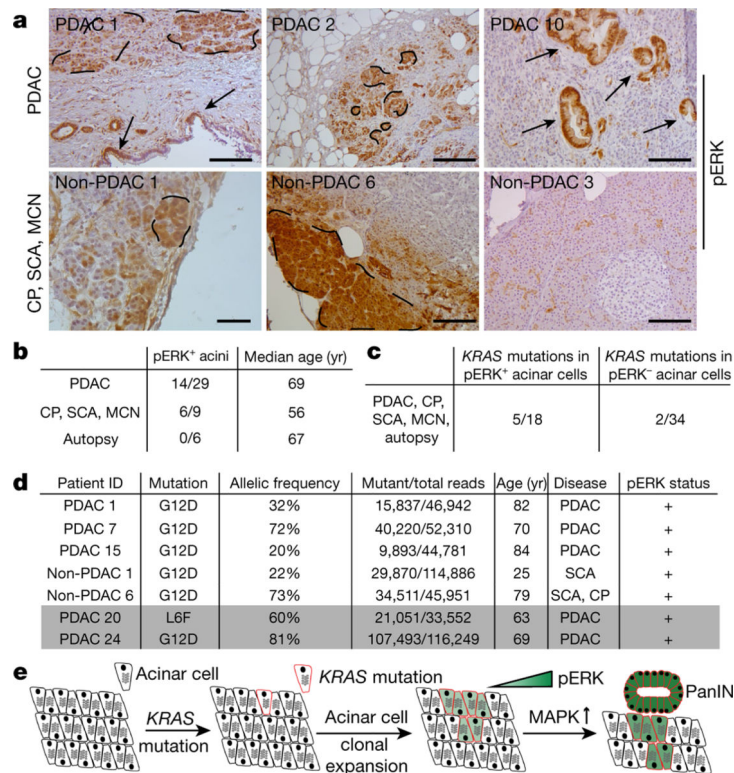 a
PDAC 1
PDAC 2
PDAC 10
PDAC
pERK
Non-PDAC 1
Non-PDAC 6
Non-PDAC 3
CP, SCA, MCN
b
pERK+ acini Median age (yr)
PDAC 14/29 69
CP, SCA, MCN 6/9 56
Autopsy 0/6 67
c
KRAS mutations in pERK+ acinar cells
KRAS mutations in pERK− acinar cells
PDAC, CP,
SCA, MCN,
autopsy
5/18 2/34
d
Patient ID Mutation Allelic frequency Mutant/total reads Age (yr) Disease pERK status
PDAC 1 G12D 32% 15,837/46,942 82 PDAC +
PDAC 7 G12D 72% 40,220/52,310 70 PDAC +
PDAC 15 G12D 20% 9,893/44,781 84 PDAC +
Non-PDAC 1 G12D 22% 29,870/114,886 25 SCA +
Non-PDAC 6 G12D 73% 34,511/45,951 79 SCA, CP +
PDAC 20 L6F 60% 21,051/33,552 63 PDAC +
PDAC 24 G12D 81% 107,493/116,249 69 PDAC +
e
Acinar cell
KRAS
mutation
KRAS mutation
Acinar cell
clonal
expansion
pERK
MAPK↑
PanIN